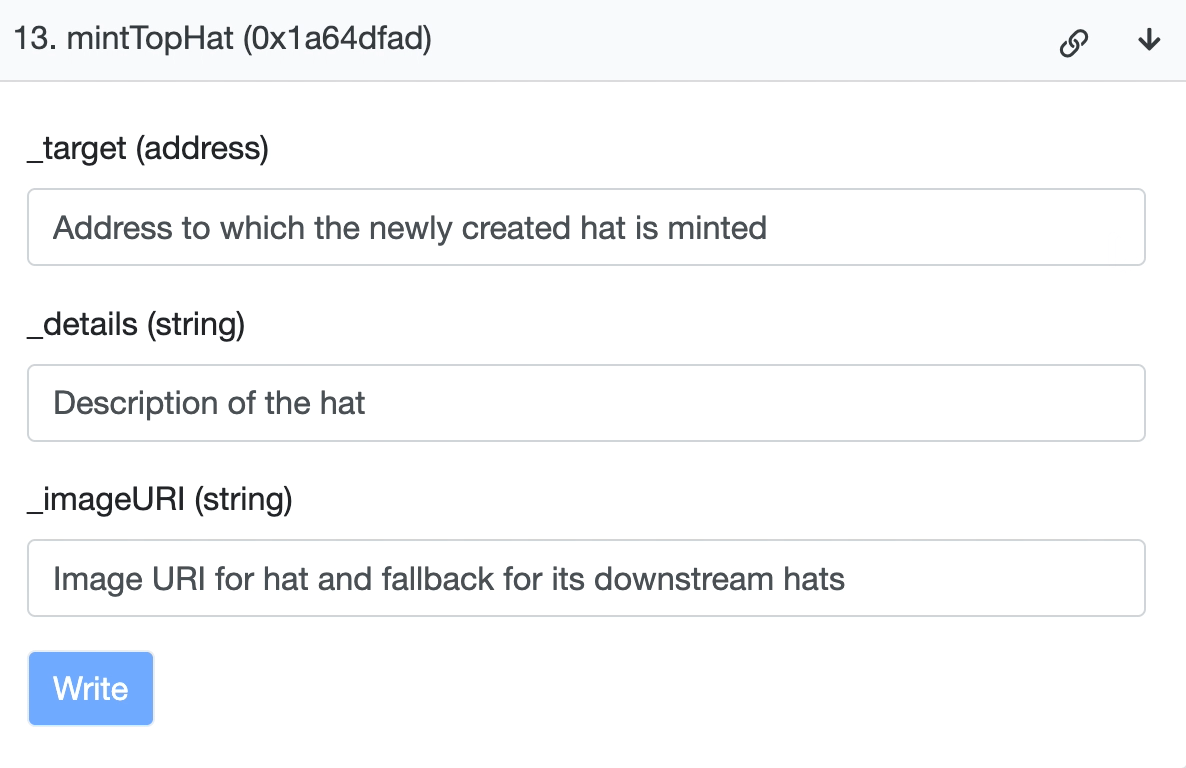 13. mintTopHat (0x1a64dfad)
_target (address)
Address to which the newly created hat is minted
_details (string)
Description of the hat
_imageURI (string)
Image URI for hat and fallback for its downstream hats
Write